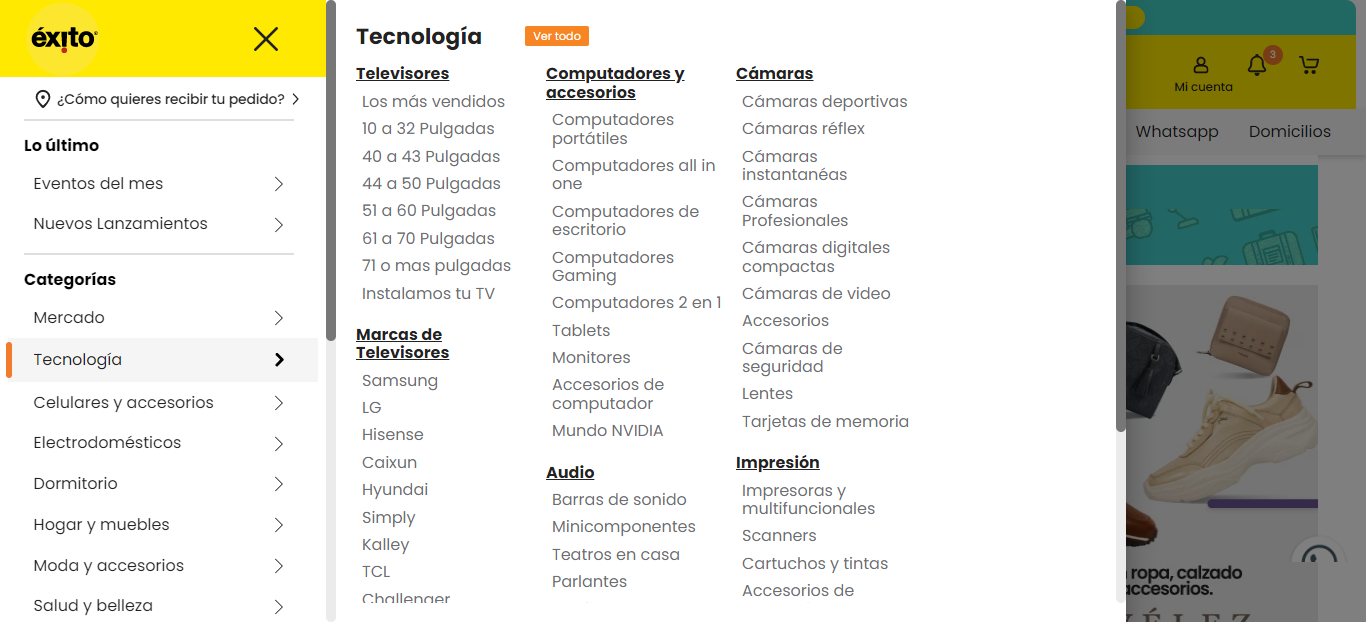 éxito
¿Cómo quieres recibir tu pedido?
Lo último
Eventos del mes
Nuevos Lanzamientos
Categorías
Mercado
Tecnología
Celulares y accesorios
Electrodomésticos
Dormitorio
Hogar y muebles
Moda y accesorios
Salud y belleza
Tecnología
Ver todo
Televisores
Los más vendidos
10 a 32 Pulgadas
40 a 43 Pulgadas
44 a 50 Pulgadas
51 a 60 Pulgadas
61 a 70 Pulgadas
71 o mas pulgadas
Instalamos tu TV
Marcas de
Televisores
Samsung
LG
Hisense
Caixun
Hyundai
Simply
Kalley
TCL
Challenger
Computadores y
accesorios
Computadores
portátiles
Computadores all in
one
Computadores de
escritorio
Computadores
Gaming
Computadores 2 en 1
Tablets
Monitores
Accesorios de
computador
Mundo NVIDIA
Audio
Barras de sonido
Minicomponentes
Teatros en casa
Parlantes
Cámaras
Cámaras deportivas
Cámaras réflex
Cámaras
instantanéas
Cámaras
Profesionales
Cámaras digitales
compactas
Cámaras de video
Accesorios
Cámaras de
seguridad
Lentes
Tarjetas de memoria
Impresión
Impresoras y
multifuncionales
Scanners
Cartuchos y tintas
Accesorios de
3
Mi cuenta
Whatsapp
Domicilios
ropa, calzado
accesorios.
VÉLEZ